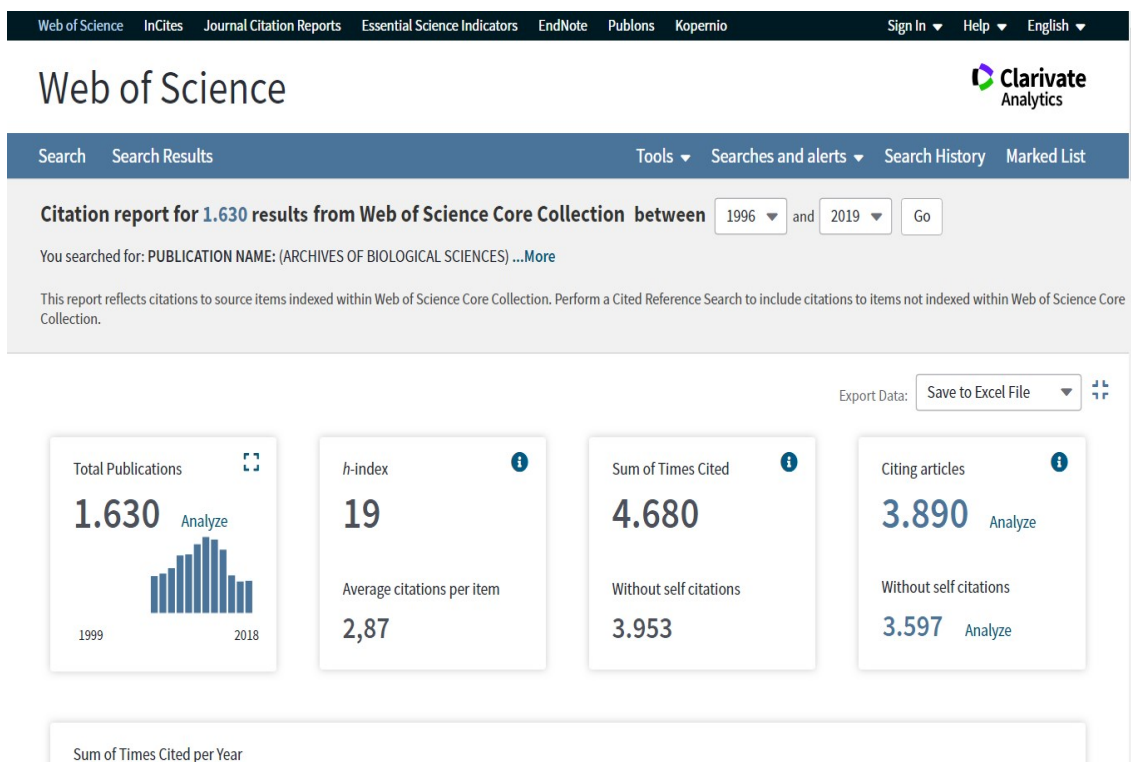 Web of Science InCites Journal Citation Reports Essential Science Indicators EndNote Publons Kopernio Sign In Help English
Web of Science
Clarivate
Analytics
Search Search Results Tools Searches and alerts Search History Marked List
Citation report for 1.630 results from Web of Science Core Collection between 1996 and 2019 Go
You searched for: PUBLICATION NAME: (ARCHIVES OF BIOLOGICAL SCIENCES) ...More
This report reflects citations to source items indexed within Web of Science Core Collection. Perform a Cited Reference Search to include citations to items not indexed within Web of Science Core
Collection.
Export Data: Save to Excel File
Total Publications
1.630 Analyze
1999 2018
h-index
19
Average citations per item
2,87
Sum of Times Cited
4.680
Without self citations
3.953
Citing articles
3.890 Analyze
Without self citations
3.597 Analyze
Sum of Times Cited per Year